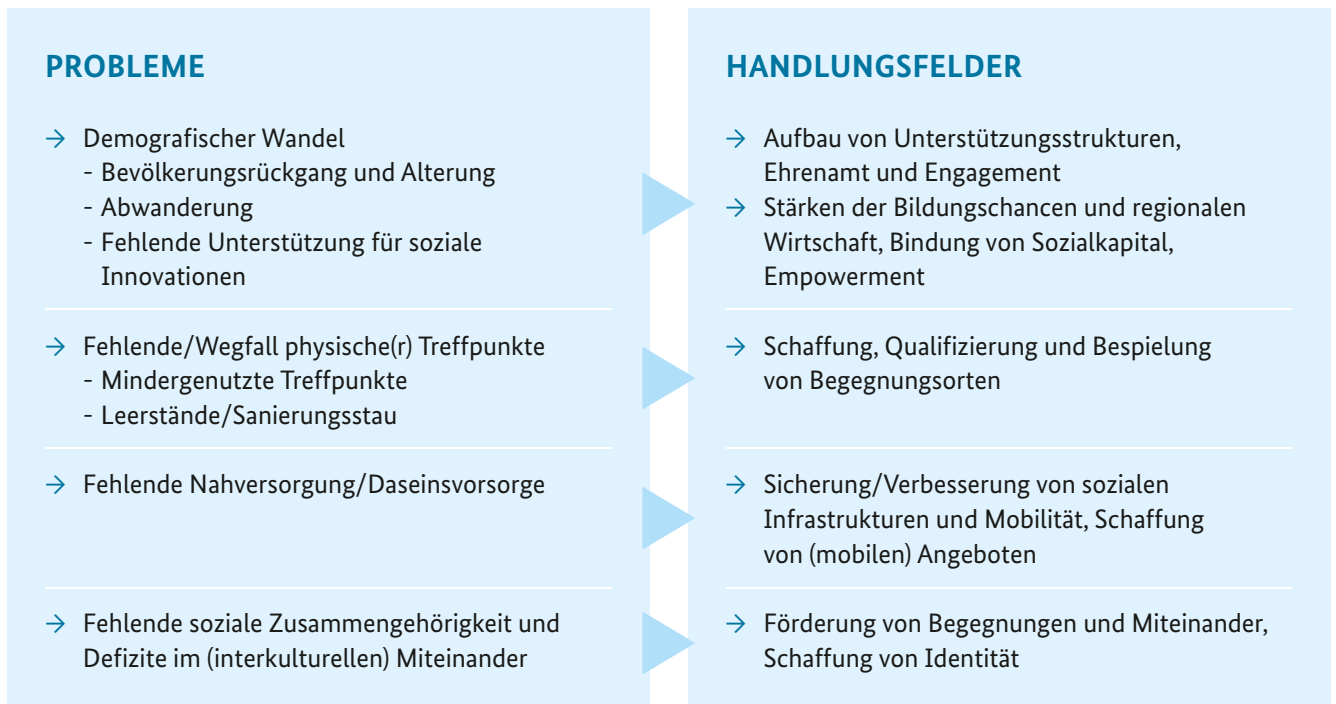 PROBLEME
→ Demografischer Wandel
- Bevölkerungsrückgang und Alterung
- Abwanderung
- Fehlende Unterstützung für soziale
Innovationen
→ Fehlende/Wegfall physische(r) Treffpunkte
- Mindergenutzte Treffpunkte
- Leerstände/Sanierungsstau
→ Fehlende Nahversorgung/Daseinsvorsorge
→ Fehlende soziale Zusammengehörigkeit und
Defizite im (interkulturellen) Miteinander
HANDLUNGSFELDER
→ Aufbau von Unterstützungsstrukturen,
Ehrenamt und Engagement
→ Stärken der Bildungschancen und regionalen
Wirtschaft, Bindung von Sozialkapital,
Empowerment
→ Schaffung, Qualifizierung und Bespielung
von Begegnungsorten
→ Sicherung/Verbesserung von sozialen
Infrastrukturen und Mobilität, Schaffung
von (mobilen) Angeboten
→ Förderung von Begegnungen und Miteinander,
Schaffung von Identität